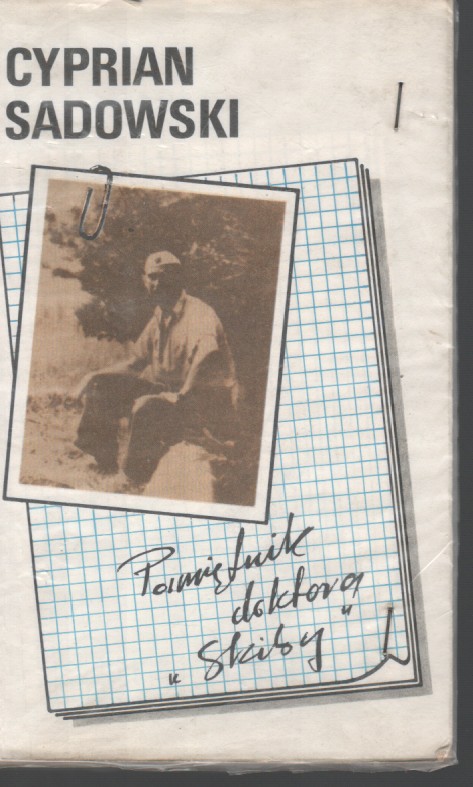 CYPRIAN
SADOWSKI
Pamiętnik
doktora
„Skiby"